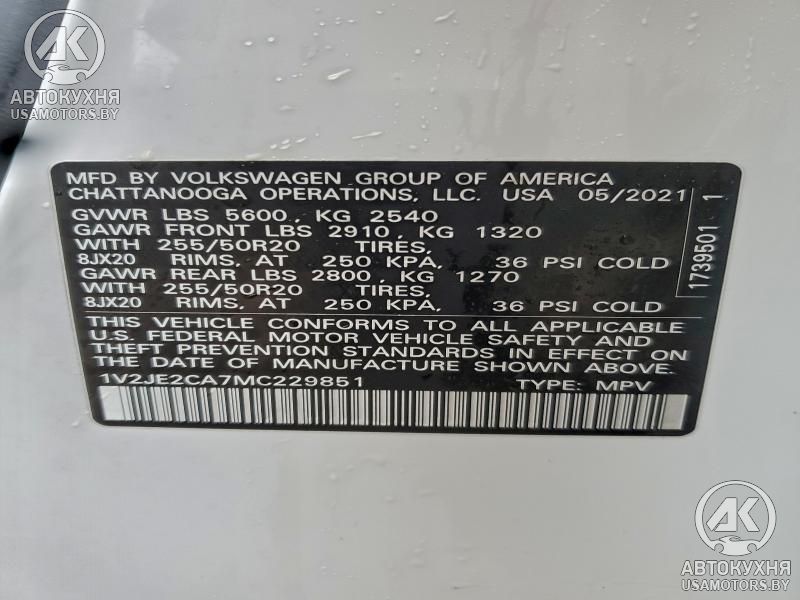 АК
АВТОКУХНЯ
USAMOTORS.BY
MFD BY VOLKSWAGEN GROUP OF AMERICA
CHATTANOOGA OPERATIONS, LLC. USA 05/2021
GVWR LBS 5600 , KG 2540
GAWR FRONT LBS 2910 , KG 1320
WITH 255/50R20 TIRES,
8JX20 RIMS, AT 250 KPA, 36 PSI COLD
GAWR REAR LBS 2800 , KG 1270
WITH 255/50R20 TIRES,
8JX20 RIMS, AT 250 KPA, 36 PSI COLD
1739501 1
THIS VEHICLE CONFORMS TO ALL APPLICABLE
U.S. FEDERAL MOTOR VEHICLE SAFETY AND
THEFT PREVENTION STANDARDS IN EFFECT ON
THE DATE OF MANUFACTURE SHOWN ABOVE.
1V2JE2CA7MC229851 TYPE: MPV
АК
АВТОКУХНЯ
USAMOTORS.BY